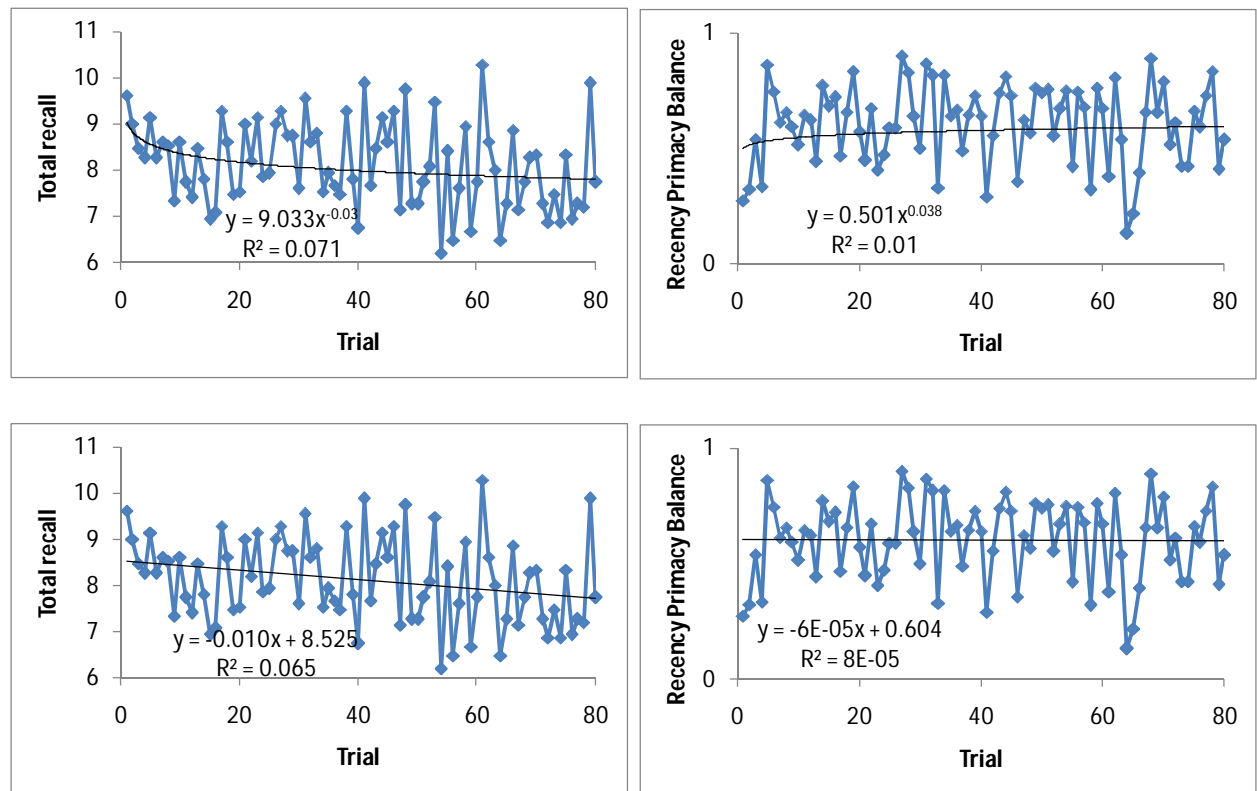 11
10
9
8
7
6
Total recall
y = 9.033x^-0.03
R² = 0.071
0 20 40 60 80
Trial
1
0
Recency Primacy Balance
y = 0.501x^0.038
R² = 0.01
0 20 40 60 80
Trial
11
10
9
8
7
6
Total recall
y = -0.010x + 8.525
R² = 0.065
0 20 40 60 80
Trial
1
0
Recency Primacy Balance
y = -6E-05x + 0.604
R² = 8E-05
0 20 40 60 80
Trial